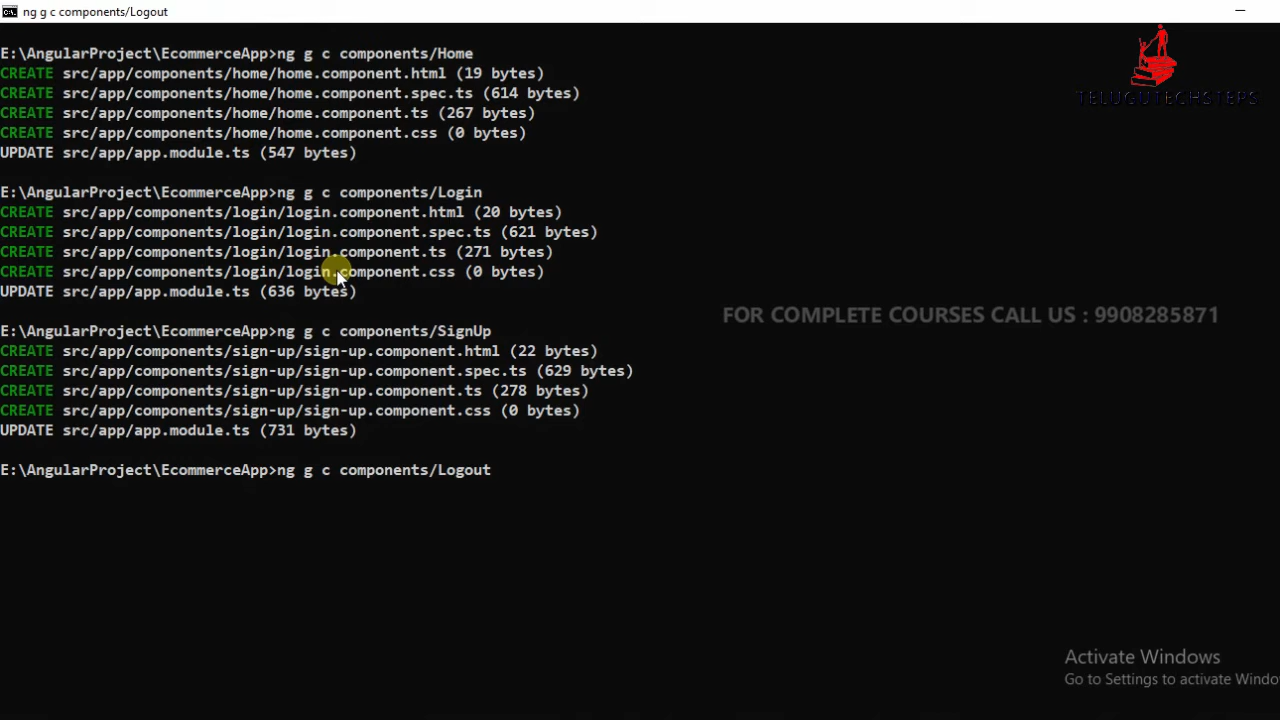 ng g c components/Logout
E:\AngularProject\EcommerceApp>ng g c components/Home
CREATE src/app/components/home/home.component.html (19 bytes)
CREATE src/app/components/home/home.component.spec.ts (614 bytes)
CREATE src/app/components/home/home.component.ts (267 bytes)
CREATE src/app/components/home/home.component.css (0 bytes)
UPDATE src/app/app.module.ts (547 bytes)
TELUGUTECHSTEPS
E:\AngularProject\EcommerceApp>ng g c components/Login
CREATE src/app/components/login/login.component.html (20 bytes)
CREATE src/app/components/login/login.component.spec.ts (621 bytes)
CREATE src/app/components/login/login.component.ts (271 bytes)
CREATE src/app/components/login/login.component.css (0 bytes)
UPDATE src/app/app.module.ts (636 bytes)
FOR COMPLETE COURSES CALL US : 9908285871
E:\AngularProject\EcommerceApp>ng g c components/SignUp
CREATE src/app/components/sign-up/sign-up.component.html (22 bytes)
CREATE src/app/components/sign-up/sign-up.component.spec.ts (629 bytes)
CREATE src/app/components/sign-up/sign-up.component.ts (278 bytes)
CREATE src/app/components/sign-up/sign-up.component.css (0 bytes)
UPDATE src/app/app.module.ts (731 bytes)
E:\AngularProject\EcommerceApp>ng g c components/Logout
Activate Windows
Go to Settings to activate Windo